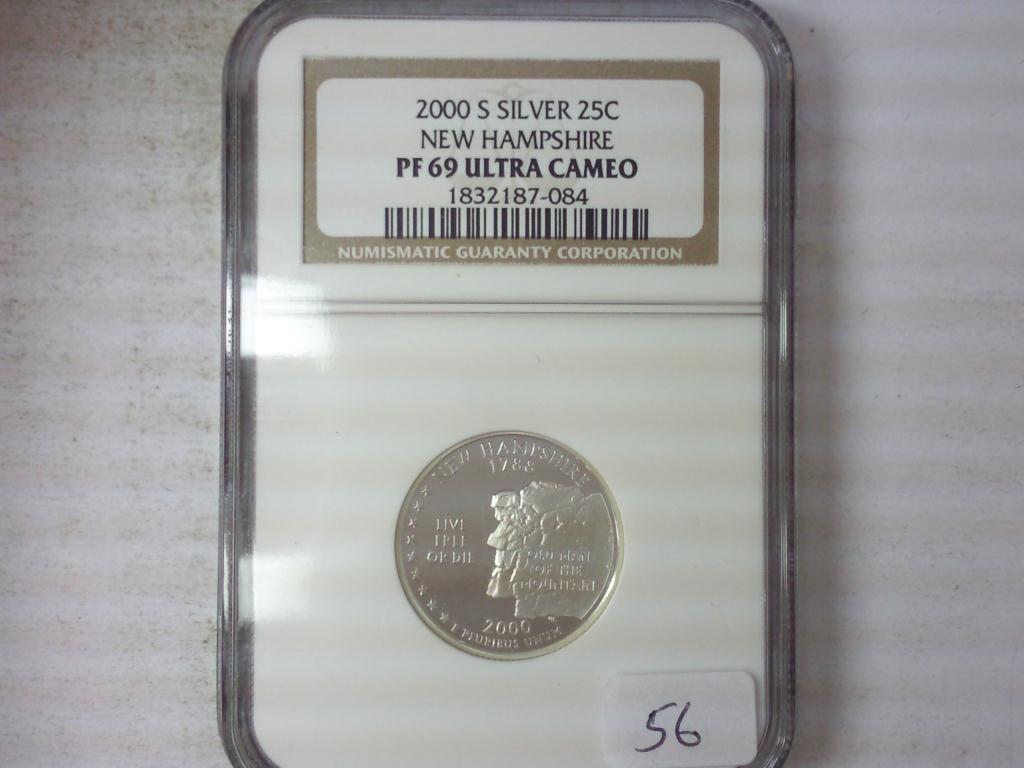 2000 S SILVER 25C
NEW HAMPSHIRE
PF 69 ULTRA CAMEO
1832187-084
NUMISMATIC GUARANTY CORPORATION
NEW HAMPSHIRE
1788
LIVE
FREE
OR DIE
OLD MAN
OF THE
MOUNTAIN
2000
E PLURIBUS UNUM
56